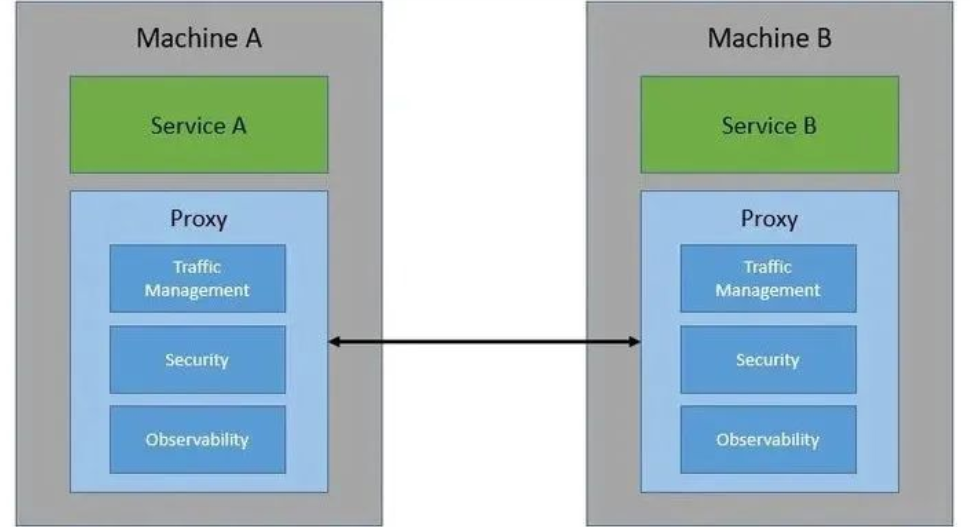 Machine A
Service A
Proxy
Traffic
Management
Security
Observability
Machine B
Service B
Proxy
Traffic
Management
Security
Observability